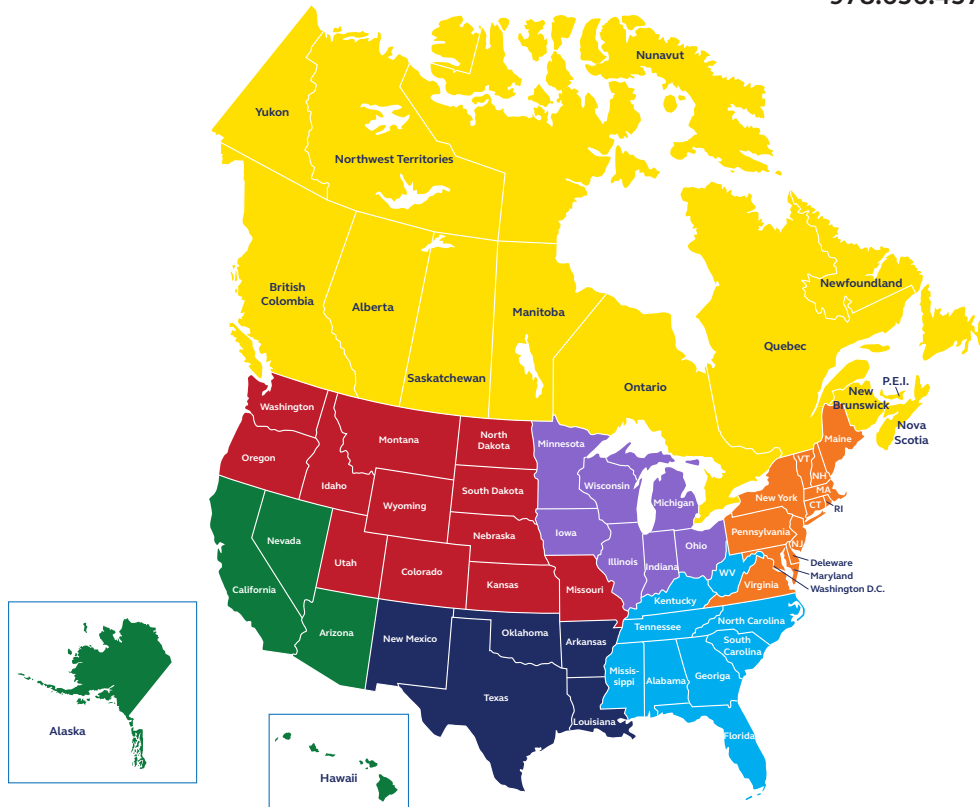 Nunavut
Yukon
Northwest Territories
British
Colombia
Alberta
Saskatchewan
Manitoba
Ontario
Quebec
Newfoundland
P.E.I.
New
Brunswick
Nova
Scotia
Washington
Oregon
Idaho
Montana
North
Dakota
South Dakota
Wyoming
Nebraska
Utah
Colorado
Kansas
Missouri
Minnesota
Wisconsin
Michigan
Iowa
Illinois
Indiana
Ohio
Maine
VT
NH
MA
CT
RI
New York
Pennsylvania
NJ
Deleware
Maryland
Washington D.C.
Virginia
WV
Kentucky
Tennessee
North Carolina
South
Carolina
Missis-
sippi
Alabama
Georiga
Florida
Nevada
California
Arizona
New Mexico
Oklahoma
Arkansas
Texas
Louisiana
Alaska
Hawaii